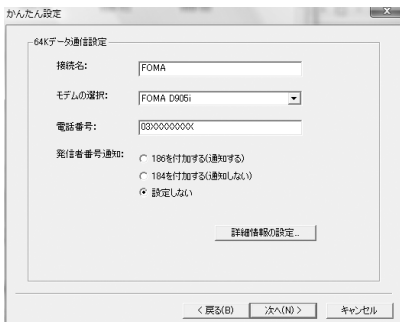 かんたん設定
64Kデータ通信設定
接続名: FOMA
モデムの選択: FOMA D905i
電話番号: 03XXXXXXXX
発信者番号通知: 186を付加する(通知する)
184を付加する(通知しない)
設定しない
詳細情報の設定...
< 戻る(B) 次へ(N) > キャンセル